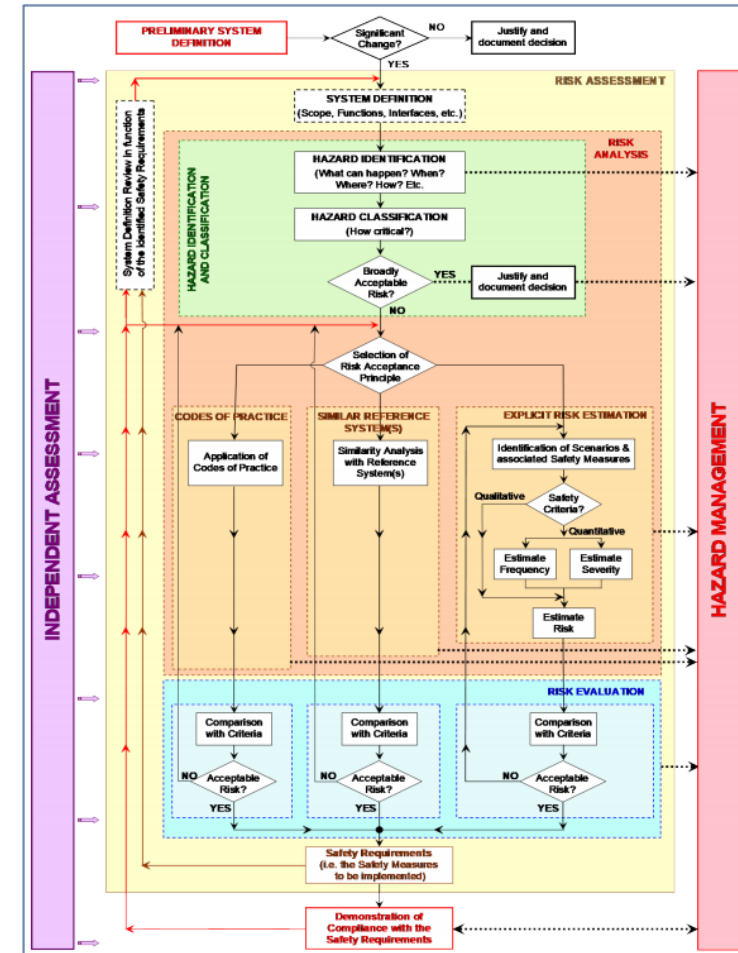 PRELIMINARY SYSTEM
DEFINITION
Significant
Change?
NO
Justify and
document decision
YES
RISK ASSESSMENT
SYSTEM DEFINITION
(Scope, Functions, Interfaces, etc.)
System Definition Review in function
of the identified Safety Requirements
RISK
ANALYSIS
HAZARD IDENTIFICATION
AND CLASSIFICATION
HAZARD IDENTIFICATION
(What can happen? When?
Where? How? Etc.
HAZARD CLASSIFICATION
(How critical?)
Broadly
Acceptable
Risk?
YES
Justify and
document decision
NO
Selection of
Risk Acceptance
Principle
INDEPENDENT ASSESSMENT
HAZARD MANAGEMENT
CODES OF PRACTICE
Application of
Codes of Practice
SIMILAR REFERENCE
SYSTEM(S)
Similarity Analysis
with Reference
System(s)
EXPLICIT RISK ESTIMATION
Identification of Scenarios &
associated Safety Measures
Qualitative
Safety
Criteria?
Quantitative
Estimate
Frequency
Estimate
Severity
Estimate
Risk
RISK EVALUATION
Comparison
with Criteria
NO
Acceptable
Risk?
YES
Comparison
with Criteria
NO
Acceptable
Risk?
YES
Comparison
with Criteria
NO
Acceptable
Risk?
YES
Safety Requirements
(i.e. the Safety Measures
to be implemented)
Demonstration of
Compliance with the
Safety Requirements